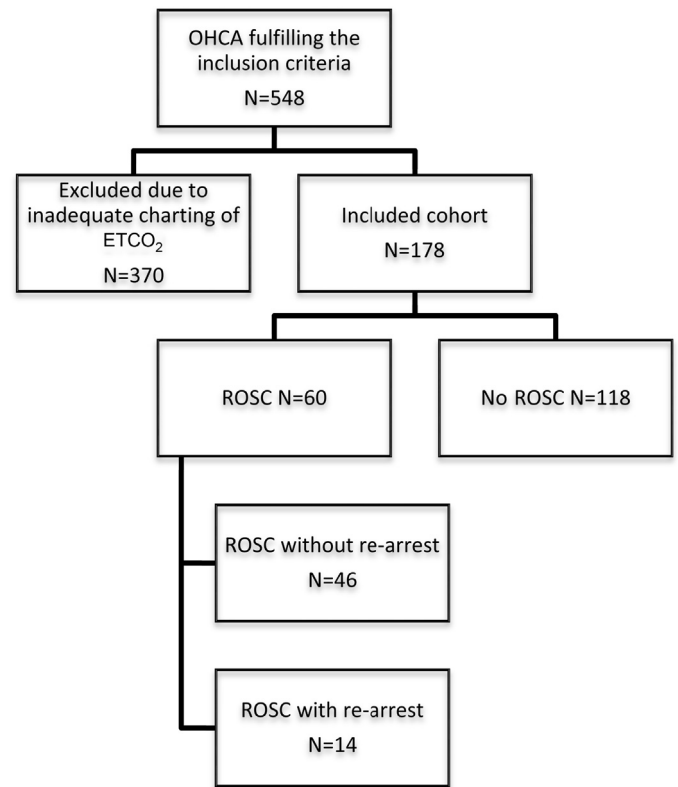 OHCA fulfilling the
inclusion criteria
N=548
Excluded due to
inadequate charting of
ETCO₂
N=370
Included cohort
N=178
ROSC N=60
No ROSC N=118
ROSC without re-arrest
N=46
ROSC with re-arrest
N=14